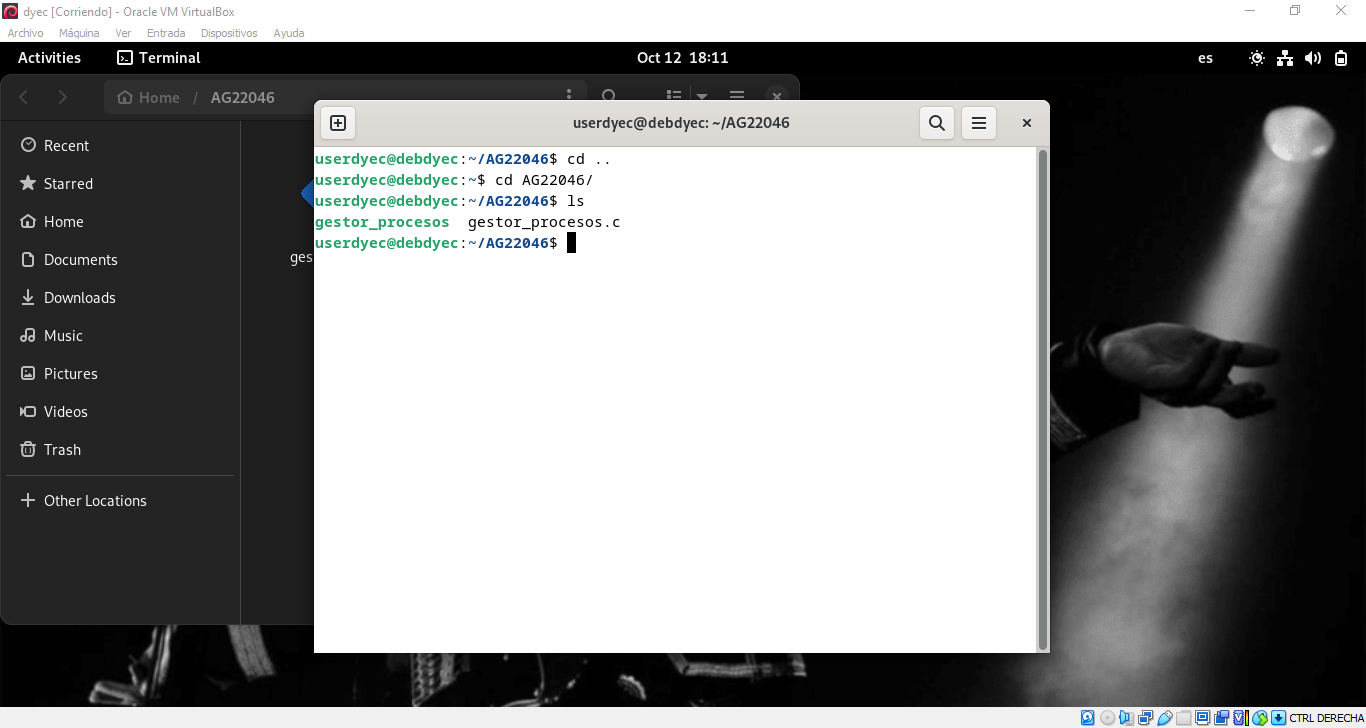 dyec [Corriendo] - Oracle VM VirtualBox
Archivo Máquina Ver Entrada Dispositivos Ayuda
Activities Terminal Oct 12 18:11 es
Home / AG22046
userdyec@debdyec: ~/AG22046
Recent
Starred
Home
Documents
Downloads
Music
Pictures
Videos
Trash
Other Locations
ges
userdyec@debdyec:~/AG22046$ cd ..
userdyec@debdyec:~$ cd AG22046/
userdyec@debdyec:~/AG22046$ ls
gestor_procesos gestor_procesos.c
userdyec@debdyec:~/AG22046$
CTRL DERECHA